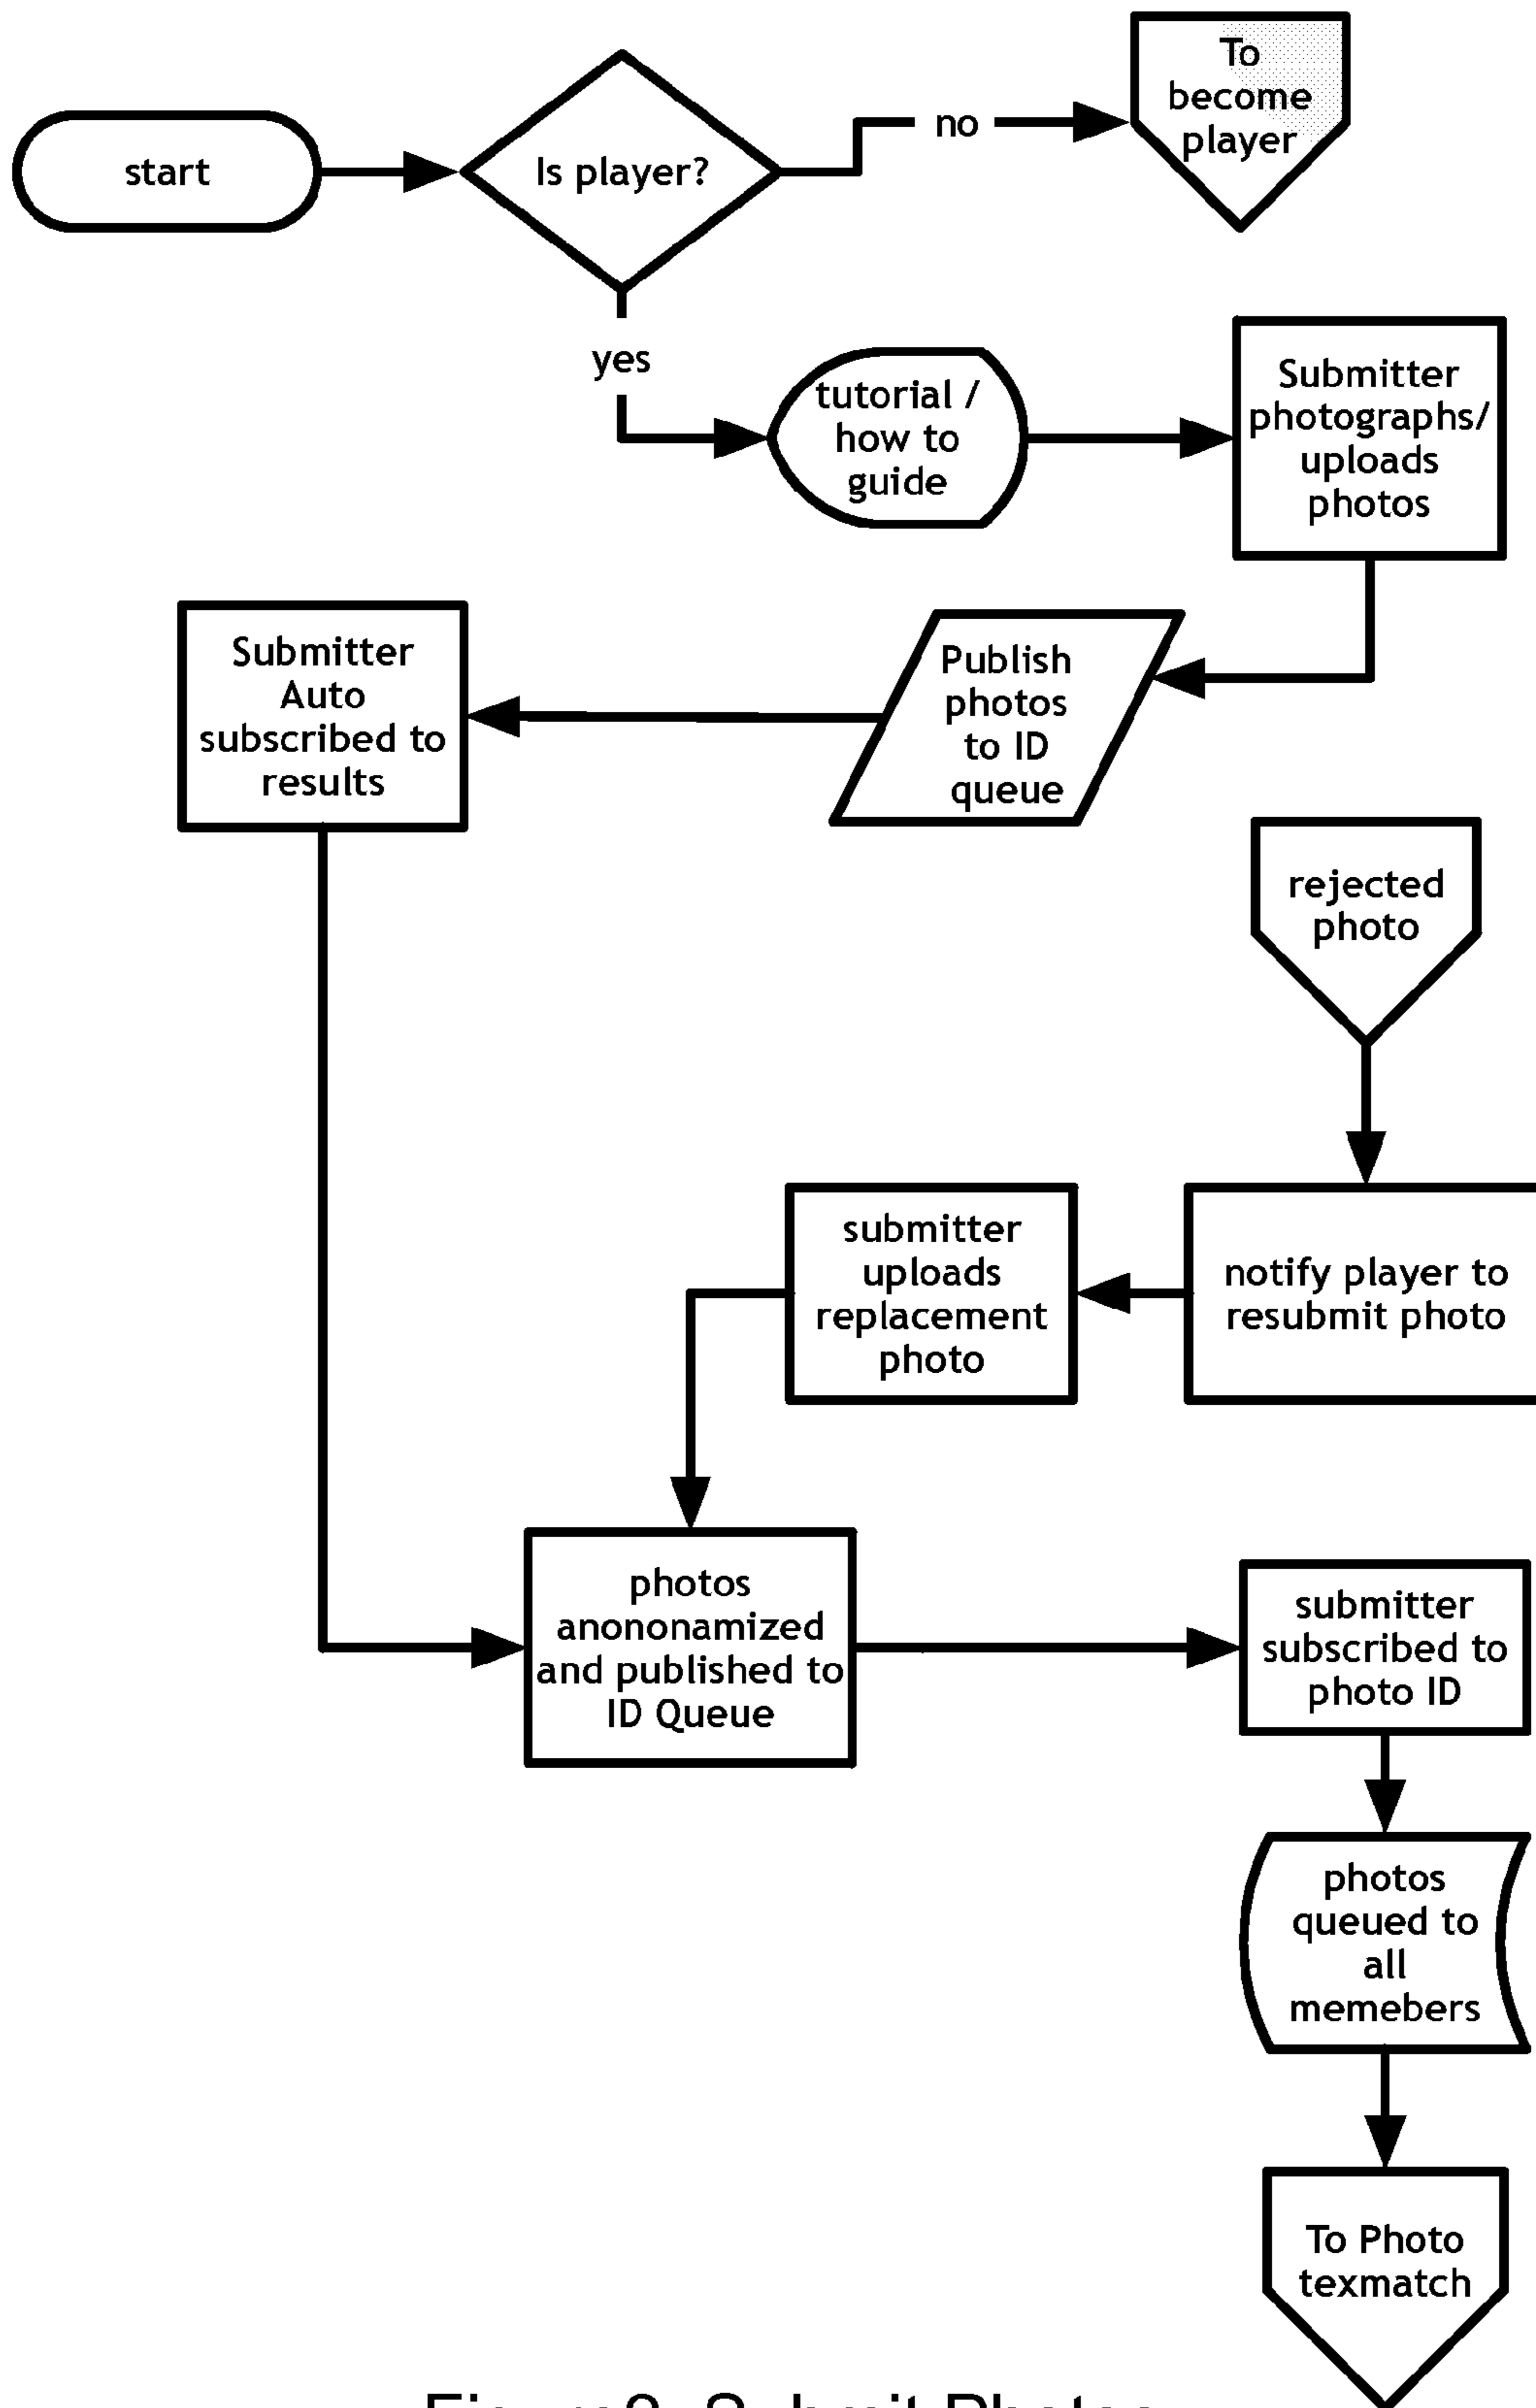 To
become
player
start
Is player?
no
yes
tutorial /
how to
guide
Submitter
photographs/
uploads
photos
Publish
photos
to ID
queue
Submitter
Auto
subscribed to
results
rejected
photo
notify player to
resubmit photo
submitter
uploads
replacement
photo
photos
anononamized
and published to
ID Queue
submitter
subscribed to
photo ID
photos
queued to
all
memebers
To Photo
texmatch